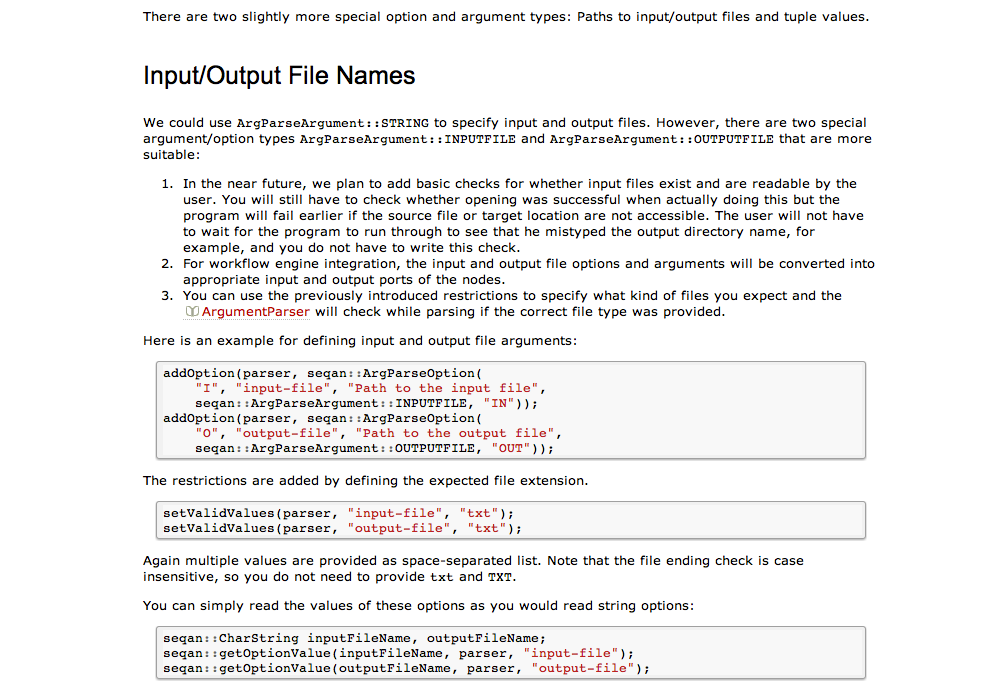 There are two slightly more special option and argument types: Paths to input/output files and tuple values.
Input/Output File Names
We could use ArgParseArgument::STRING to specify input and output files. However, there are two special
argument/option types ArgParseArgument::INPUTFILE and ArgParseArgument::OUTPUTFILE that are more
suitable:
1. In the near future, we plan to add basic checks for whether input files exist and are readable by the
user. You will still have to check whether opening was successful when actually doing this but the
program will fail earlier if the source file or target location are not accessible. The user will not have
to wait for the program to run through to see that he mistyped the output directory name, for
example, and you do not have to write this check.
2. For workflow engine integration, the input and output file options and arguments will be converted into
appropriate input and output ports of the nodes.
3. You can use the previously introduced restrictions to specify what kind of files you expect and the
ArgumentParser will check while parsing if the correct file type was provided.
Here is an example for defining input and output file arguments:
addOption(parser, seqan::ArgParseOption(
"I", "input-file", "Path to the input file",
seqan::ArgParseArgument::INPUTFILE, "IN"));
addOption(parser, seqan::ArgParseOption(
"O", "output-file", "Path to the output file",
seqan::ArgParseArgument::OUTPUTFILE, "OUT"));
The restrictions are added by defining the expected file extension.
setValidValues(parser, "input-file", "txt");
setValidValues(parser, "output-file", "txt");
Again multiple values are provided as space-separated list. Note that the file ending check is case
insensitive, so you do not need to provide txt and TXT.
You can simply read the values of these options as you would read string options:
seqan::CharString inputFileName, outputFileName;
seqan::getOptionValue(inputFileName, parser, "input-file");
seqan::getOptionValue(outputFileName, parser, "output-file");